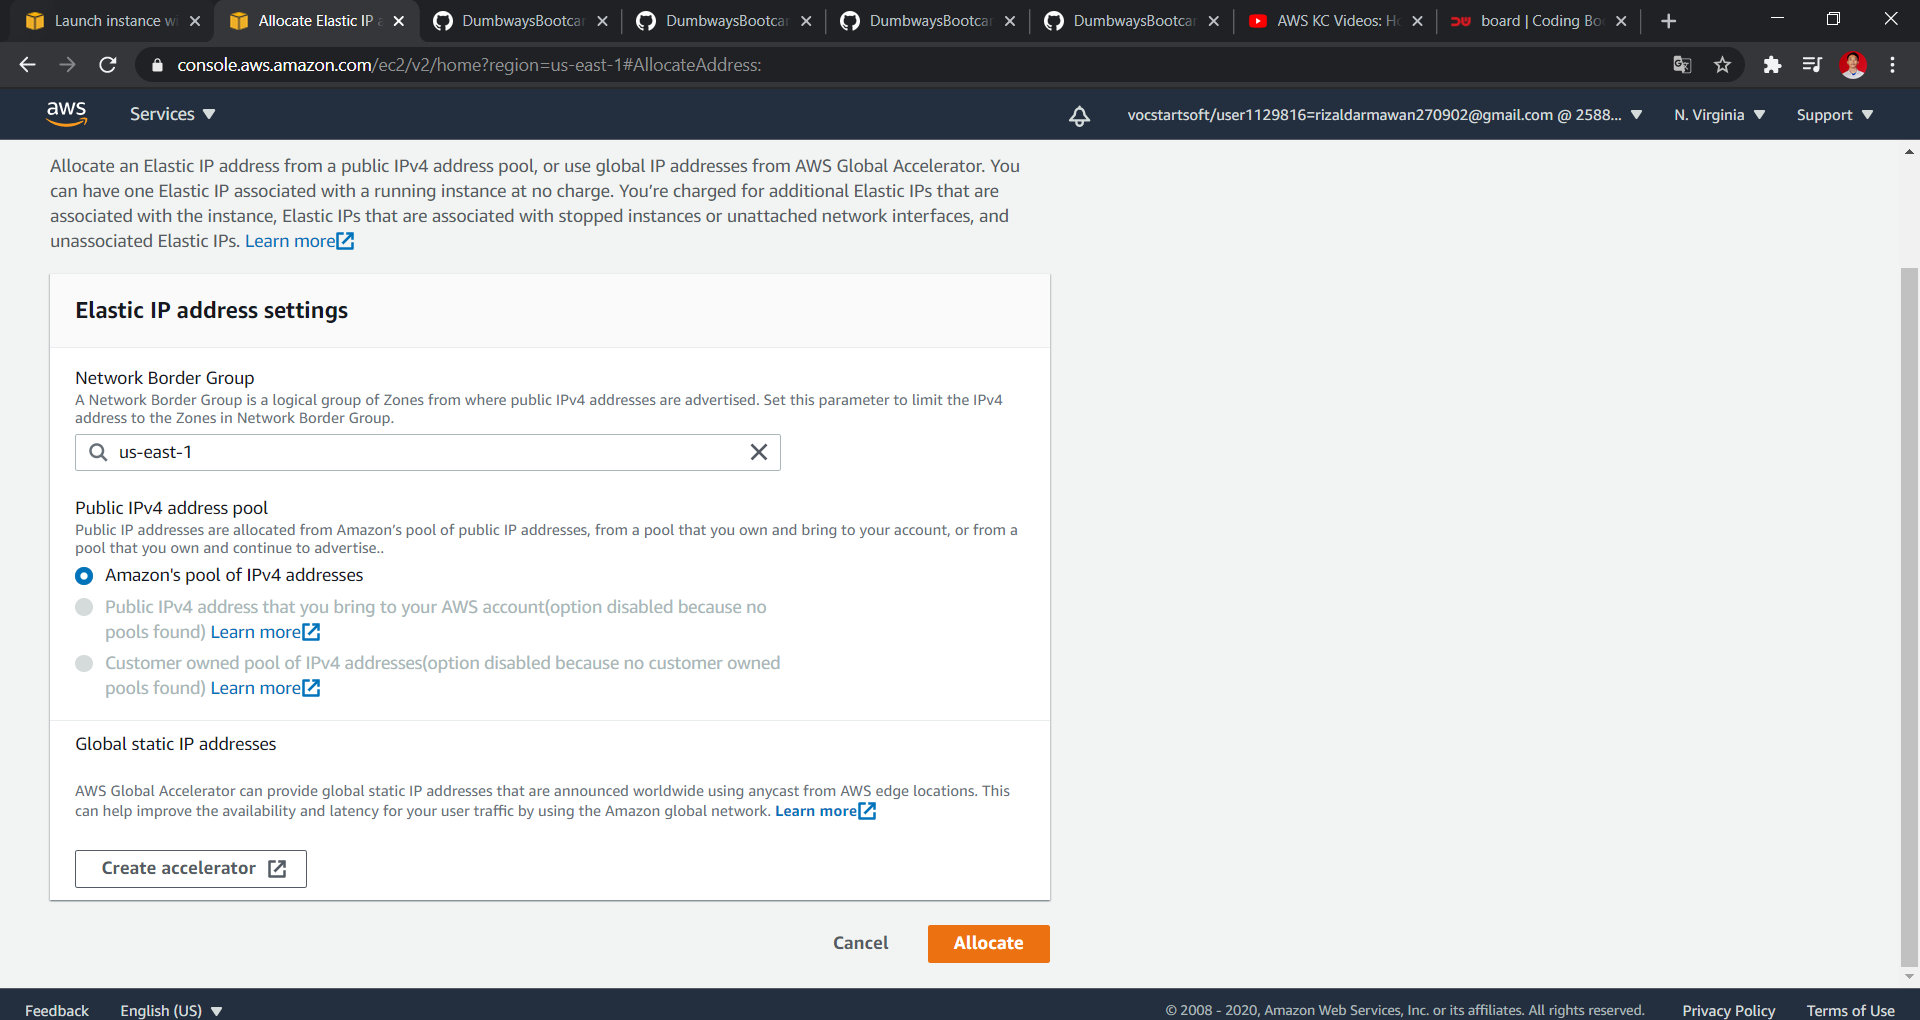 Launch instance wi
Allocate Elastic IP a
DumbwaysBootcar
DumbwaysBootcar
DumbwaysBootcar
DumbwaysBootcar
AWS KC Videos: Ho
board | Coding Boo
console.aws.amazon.com/ec2/v2/home?region=us-east-1#AllocateAddress:
aws
Services
vocstartsoft/user1129816=rizaldarmawan270902@gmail.com @ 2588...
N. Virginia
Support
Allocate an Elastic IP address from a public IPv4 address pool, or use global IP addresses from AWS Global Accelerator. You
can have one Elastic IP associated with a running instance at no charge. You’re charged for additional Elastic IPs that are
associated with the instance, Elastic IPs that are associated with stopped instances or unattached network interfaces, and
unassociated Elastic IPs. Learn more
Elastic IP address settings
Network Border Group
A Network Border Group is a logical group of Zones from where public IPv4 addresses are advertised. Set this parameter to limit the IPv4
address to the Zones in Network Border Group.
us-east-1
Public IPv4 address pool
Public IP addresses are allocated from Amazon’s pool of public IP addresses, from a pool that you own and bring to your account, or from a
pool that you own and continue to advertise..
Amazon's pool of IPv4 addresses
Public IPv4 address that you bring to your AWS account(option disabled because no
pools found) Learn more
Customer owned pool of IPv4 addresses(option disabled because no customer owned
pools found) Learn more
Global static IP addresses
AWS Global Accelerator can provide global static IP addresses that are announced worldwide using anycast from AWS edge locations. This
can help improve the availability and latency for your user traffic by using the Amazon global network. Learn more
Create accelerator
Cancel
Allocate
Feedback
English (US)
© 2008 - 2020, Amazon Web Services, Inc. or its affiliates. All rights reserved.
Privacy Policy
Terms of Use